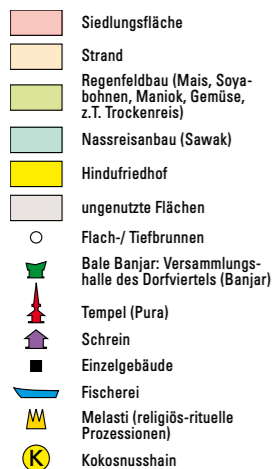 Siedlungsfläche
Strand
Regenfeldbau (Mais, Soya-
bohnen, Maniok, Gemüse,
z.T. Trockenreis)
Nassreisanbau (Sawak)
Hindufriedhof
ungenutzte Flächen
Flach-/ Tiefbrunnen
Bale Banjar: Versammlungs-
halle des Dorfviertels (Banjar)
Tempel (Pura)
Schrein
Einzelgebäude
Fischerei
Melasti (religiös-rituelle
Prozessionen)
K Kokosnusshain